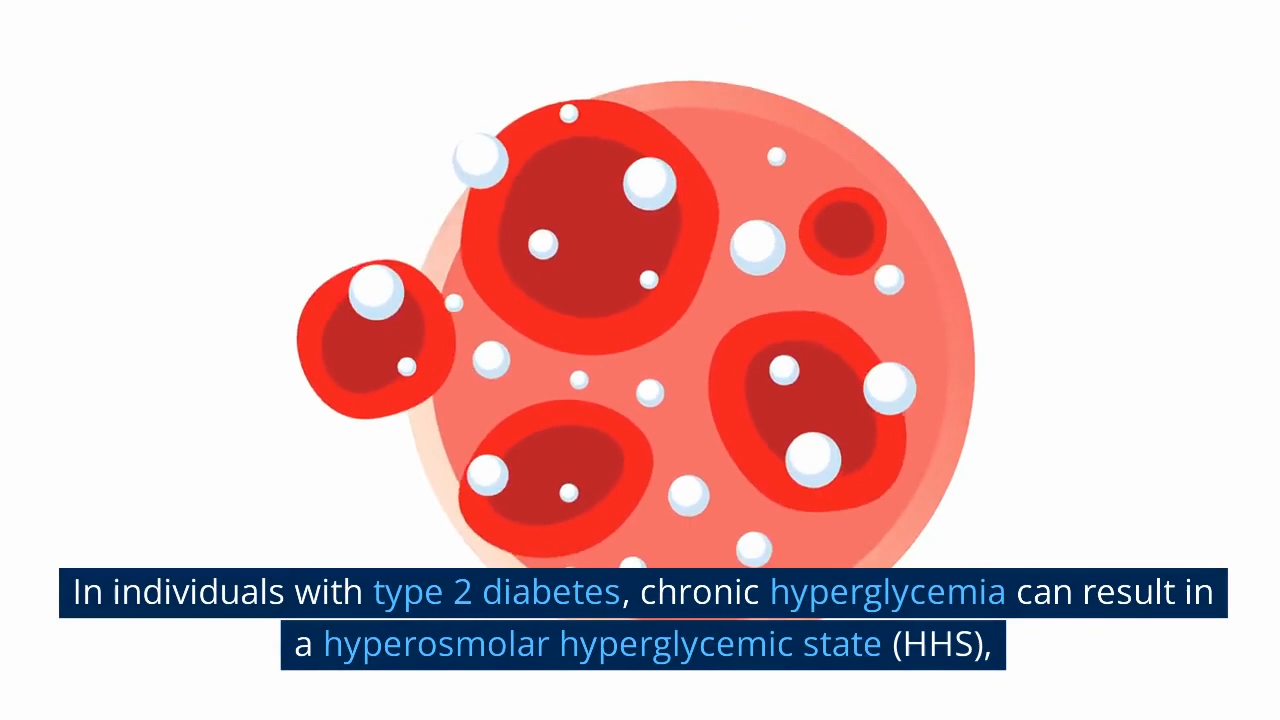 In individuals with type 2 diabetes, chronic hyperglycemia can result in
a hyperosmolar hyperglycemic state (HHS),